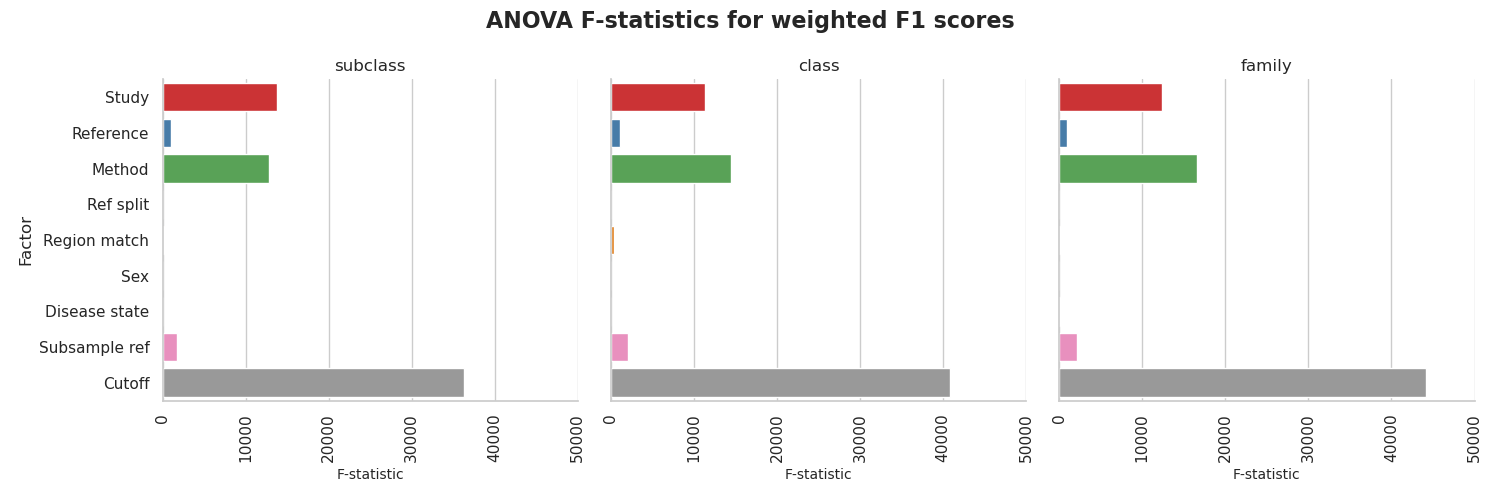 ANOVA F-statistics for weighted F1 scores
subclass
class
family
Factor
Study
Reference
Method
Ref split
Region match
Sex
Disease state
Subsample ref
Cutoff
0 10000 20000 30000 40000 50000
0 10000 20000 30000 40000 50000
0 10000 20000 30000 40000 50000
F-statistic
F-statistic
F-statistic